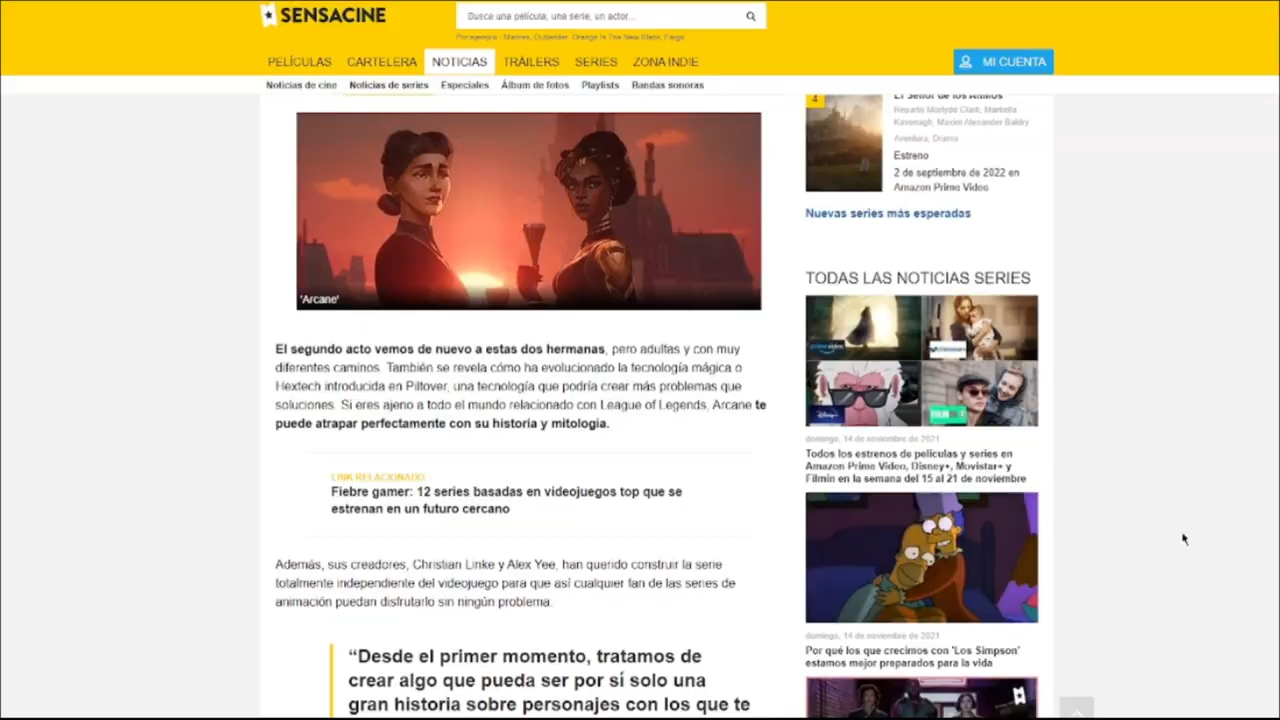 SENSACINE
Busca una película, una serie, un actor...
Por ejemplo : Madres, Outlander, Orange Is The New Black, Fargo
PELÍCULAS CARTELERA NOTICIAS TRÁILERS SERIES ZONA INDIE
MI CUENTA
Noticias de cine Noticias de series Especiales Álbum de fotos Playlists Bandas sonoras
'Arcane'
El segundo acto vemos de nuevo a estas dos hermanas, pero adultas y con muy
diferentes caminos. También se revela cómo ha evolucionado la tecnología mágica o
Hextech introducida en Piltover, una tecnología que podría crear más problemas que
soluciones. Si eres ajeno a todo el mundo relacionado con League of Legends, Arcane te
puede atrapar perfectamente con su historia y mitología.
LINK RELACIONADO
Fiebre gamer: 12 series basadas en videojuegos top que se
estrenan en un futuro cercano
Además, sus creadores, Christian Linke y Alex Yee, han querido construir la serie
totalmente independiente del videojuego para que así cualquier fan de las series de
animación puedan disfrutarlo sin ningún problema.
“Desde el primer momento, tratamos de
crear algo que pueda ser por sí solo una
gran historia sobre personajes con los que te
4
El Señor de los Anillos
Reparto Morfydd Clark, Markella
Kavenagh, Maxim Alexander Baldry
Aventura, Drama
Estreno
2 de septiembre de 2022 en
Amazon Prime Video
Nuevas series más esperadas
TODAS LAS NOTICIAS SERIES
prime video
Disney+
domingo, 14 de noviembre de 2021
Todos los estrenos de películas y series en
Amazon Prime Video, Disney+, Movistar+ y
Filmin en la semana del 15 al 21 de noviembre
domingo, 14 de noviembre de 2021
Por qué los que crecimos con 'Los Simpson'
estamos mejor preparados para la vida